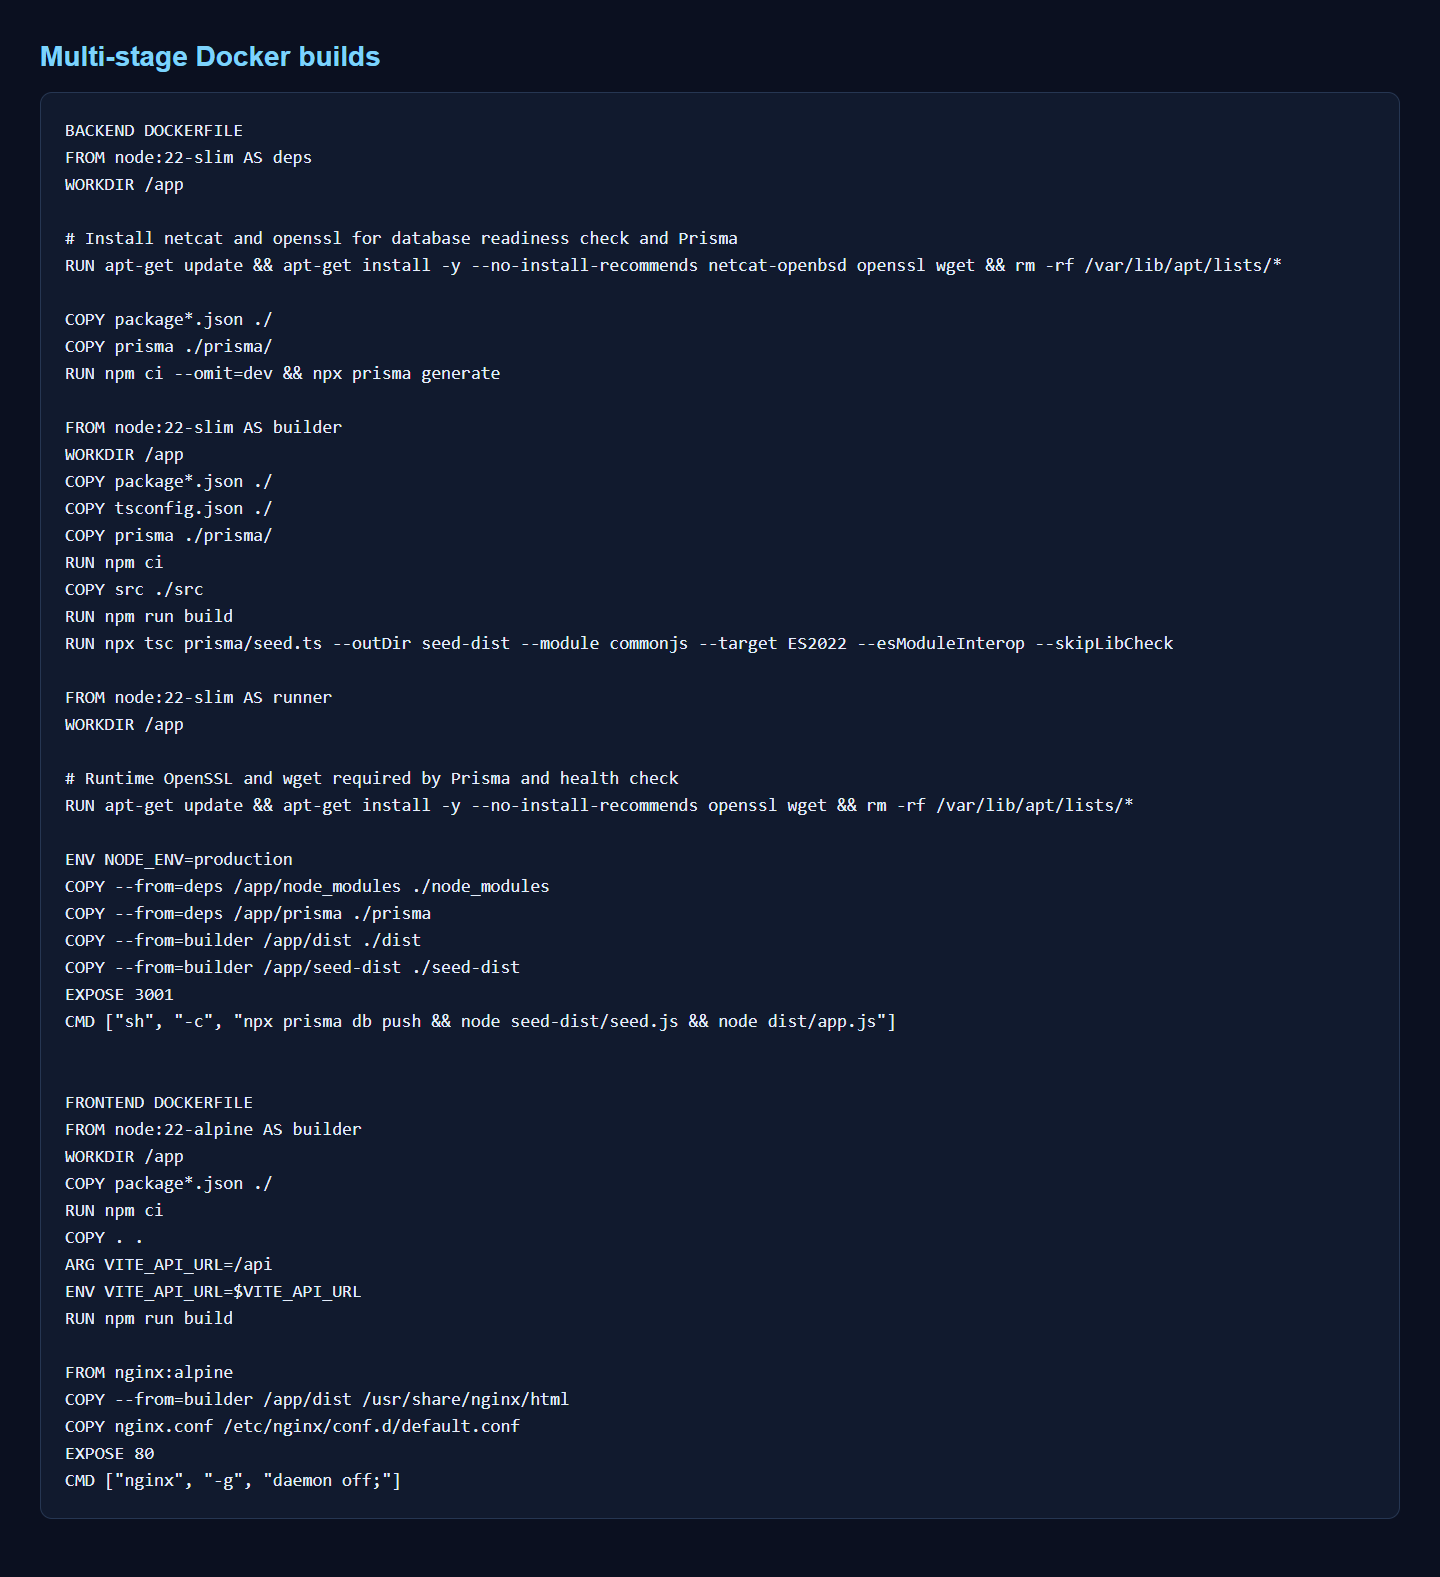 Multi-stage Docker builds
BACKEND DOCKERFILE
FROM node:22-slim AS deps
WORKDIR /app

# Install netcat and openssl for database readiness check and Prisma
RUN apt-get update && apt-get install -y --no-install-recommends netcat-openbsd openssl wget && rm -rf /var/lib/apt/lists/*

COPY package*.json ./
COPY prisma ./prisma/
RUN npm ci --omit=dev && npx prisma generate

FROM node:22-slim AS builder
WORKDIR /app
COPY package*.json ./
COPY tsconfig.json ./
COPY prisma ./prisma/
RUN npm ci
COPY src ./src
RUN npm run build
RUN npx tsc prisma/seed.ts --outDir seed-dist --module commonjs --target ES2022 --esModuleInterop --skipLibCheck

FROM node:22-slim AS runner
WORKDIR /app

# Runtime OpenSSL and wget required by Prisma and health check
RUN apt-get update && apt-get install -y --no-install-recommends openssl wget && rm -rf /var/lib/apt/lists/*

ENV NODE_ENV=production
COPY --from=deps /app/node_modules ./node_modules
COPY --from=deps /app/prisma ./prisma
COPY --from=builder /app/dist ./dist
COPY --from=builder /app/seed-dist ./seed-dist
EXPOSE 3001
CMD ["sh", "-c", "npx prisma db push && node seed-dist/seed.js && node dist/app.js"]


FRONTEND DOCKERFILE
FROM node:22-alpine AS builder
WORKDIR /app
COPY package*.json ./
RUN npm ci
COPY . .
ARG VITE_API_URL=/api
ENV VITE_API_URL=$VITE_API_URL
RUN npm run build

FROM nginx:alpine
COPY --from=builder /app/dist /usr/share/nginx/html
COPY nginx.conf /etc/nginx/conf.d/default.conf
EXPOSE 80
CMD ["nginx", "-g", "daemon off;"]